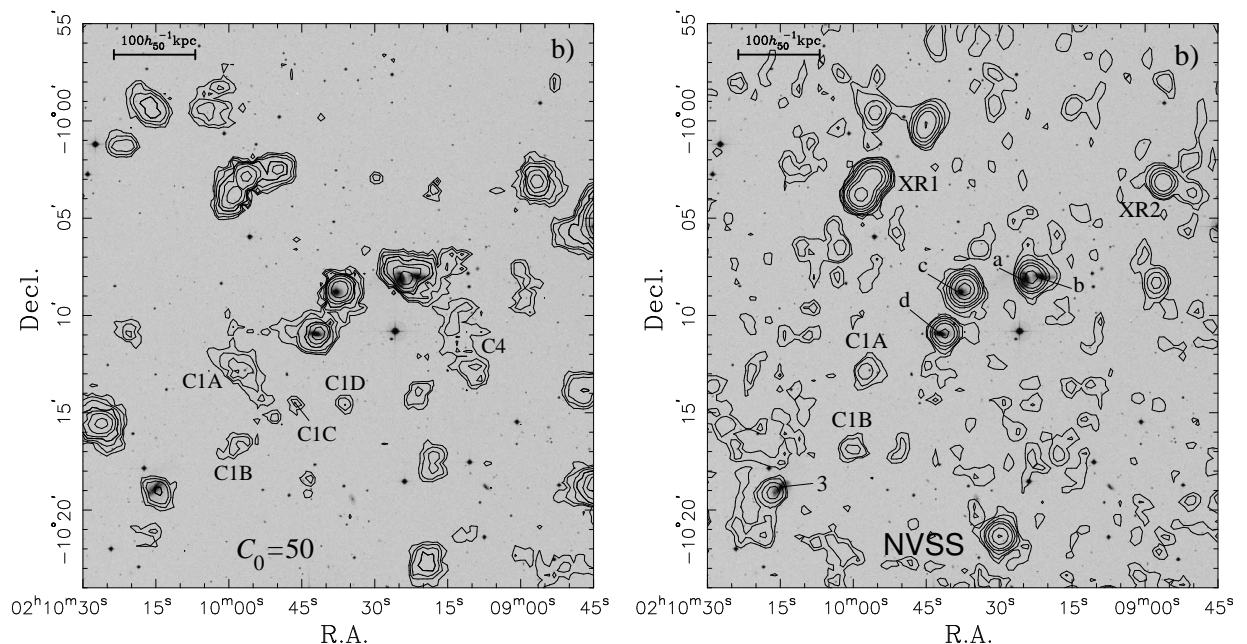 100h₅₀⁻¹kpc
b)
55′
−10°00′
05′
10′
15′
−10°20′
Decl.
C4
C1A
C1D
C1C
C1B
C₀=50
02ʰ10ᵐ30ˢ 15ˢ 10ᵐ00ˢ 45ˢ 30ˢ 15ˢ 09ᵐ00ˢ 45ˢ
R.A.
100h₅₀⁻¹kpc
b)
55′
−10°00′
05′
10′
15′
−10°20′
Decl.
XR1
XR2
a
c
b
d
C1A
C1B
3
NVSS
02ʰ10ᵐ30ˢ 15ˢ 10ᵐ00ˢ 45ˢ 30ˢ 15ˢ 09ᵐ00ˢ 45ˢ
R.A.